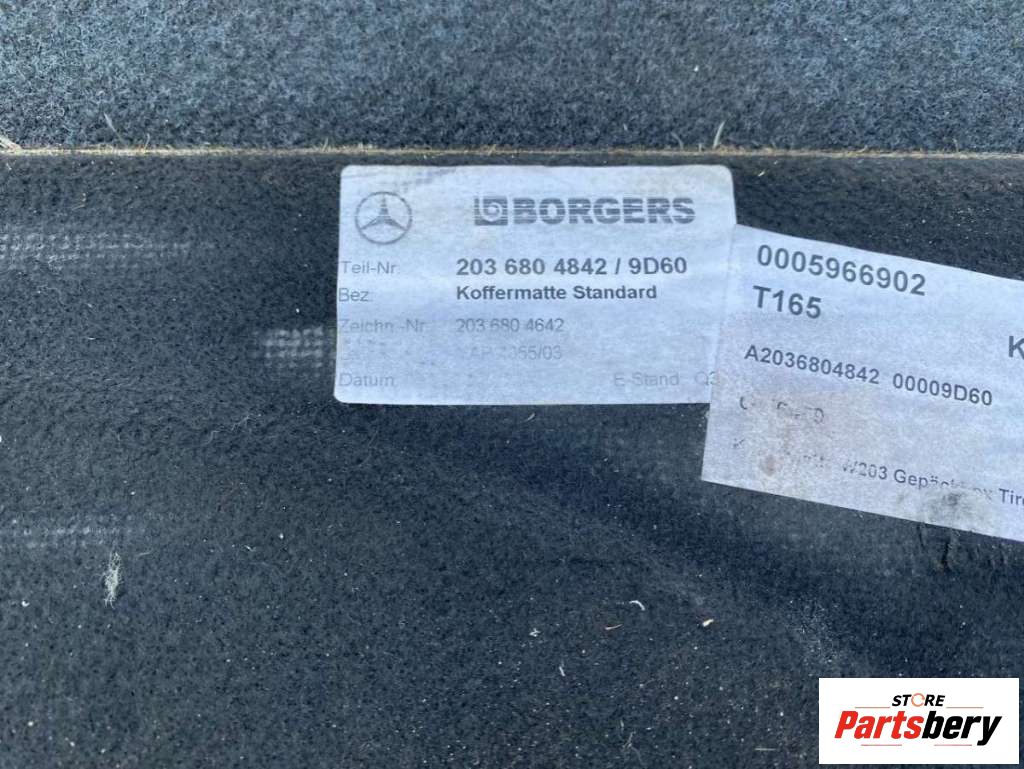 BORGERS
Teil-Nr. 203 680 4842 / 9D60
Bez.: Koffermatte Standard
Zeichn.-Nr. 203 680 4642
Datum: E-Stand: Q3
0005966902
T165
K
A2036804842 00009D60
W203
STORE
Partsbery